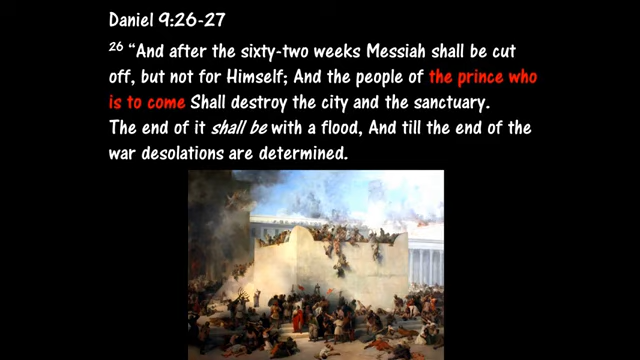 Daniel 9:26-27
26 “And after the sixty-two weeks Messiah shall be cut
off, but not for Himself; And the people of the prince who
is to come Shall destroy the city and the sanctuary.
The end of it shall be with a flood, And till the end of the
war desolations are determined.